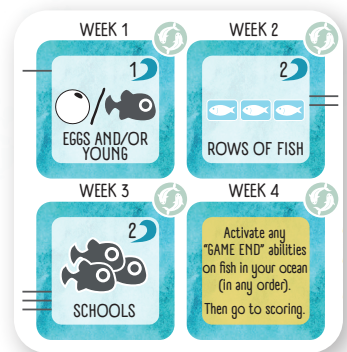 WEEK 1
WEEK 2
1
/
EGGS AND/OR
YOUNG
2
ROWS OF FISH
WEEK 3
WEEK 4
2
SCHOOLS
Activate any
"GAME END" abilities
on fish in your ocean
(in any order).
Then go to scoring.